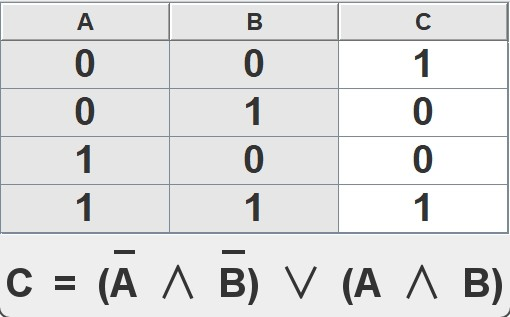 A B C
0 0 1
0 1 0
1 0 0
1 1 1
C = (A̅ ∧ B̅) ∨ (A ∧ B)